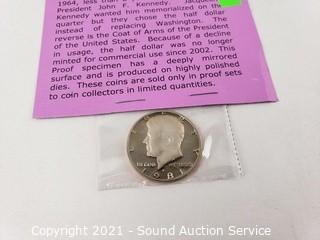 1964, less
President John F. Kennedy.
Kennedy wanted him memorialized on the
quarter but they chose the half dollar
instead of replacing Washington. The
reverse is the Coat of Arms of the President
of the United States. Because of a decline
in usage, the half dollar was no longer
minted for commercial use since 2002. This
Proof specimen has a deeply mirrored
surface and is produced on highly polished
dies. These coins are sold only in proof sets
to coin collectors in limited quantities.
LIBERTY
IN GOD WE TRUST
1981
Copyright 2021 - Sound Auction Service